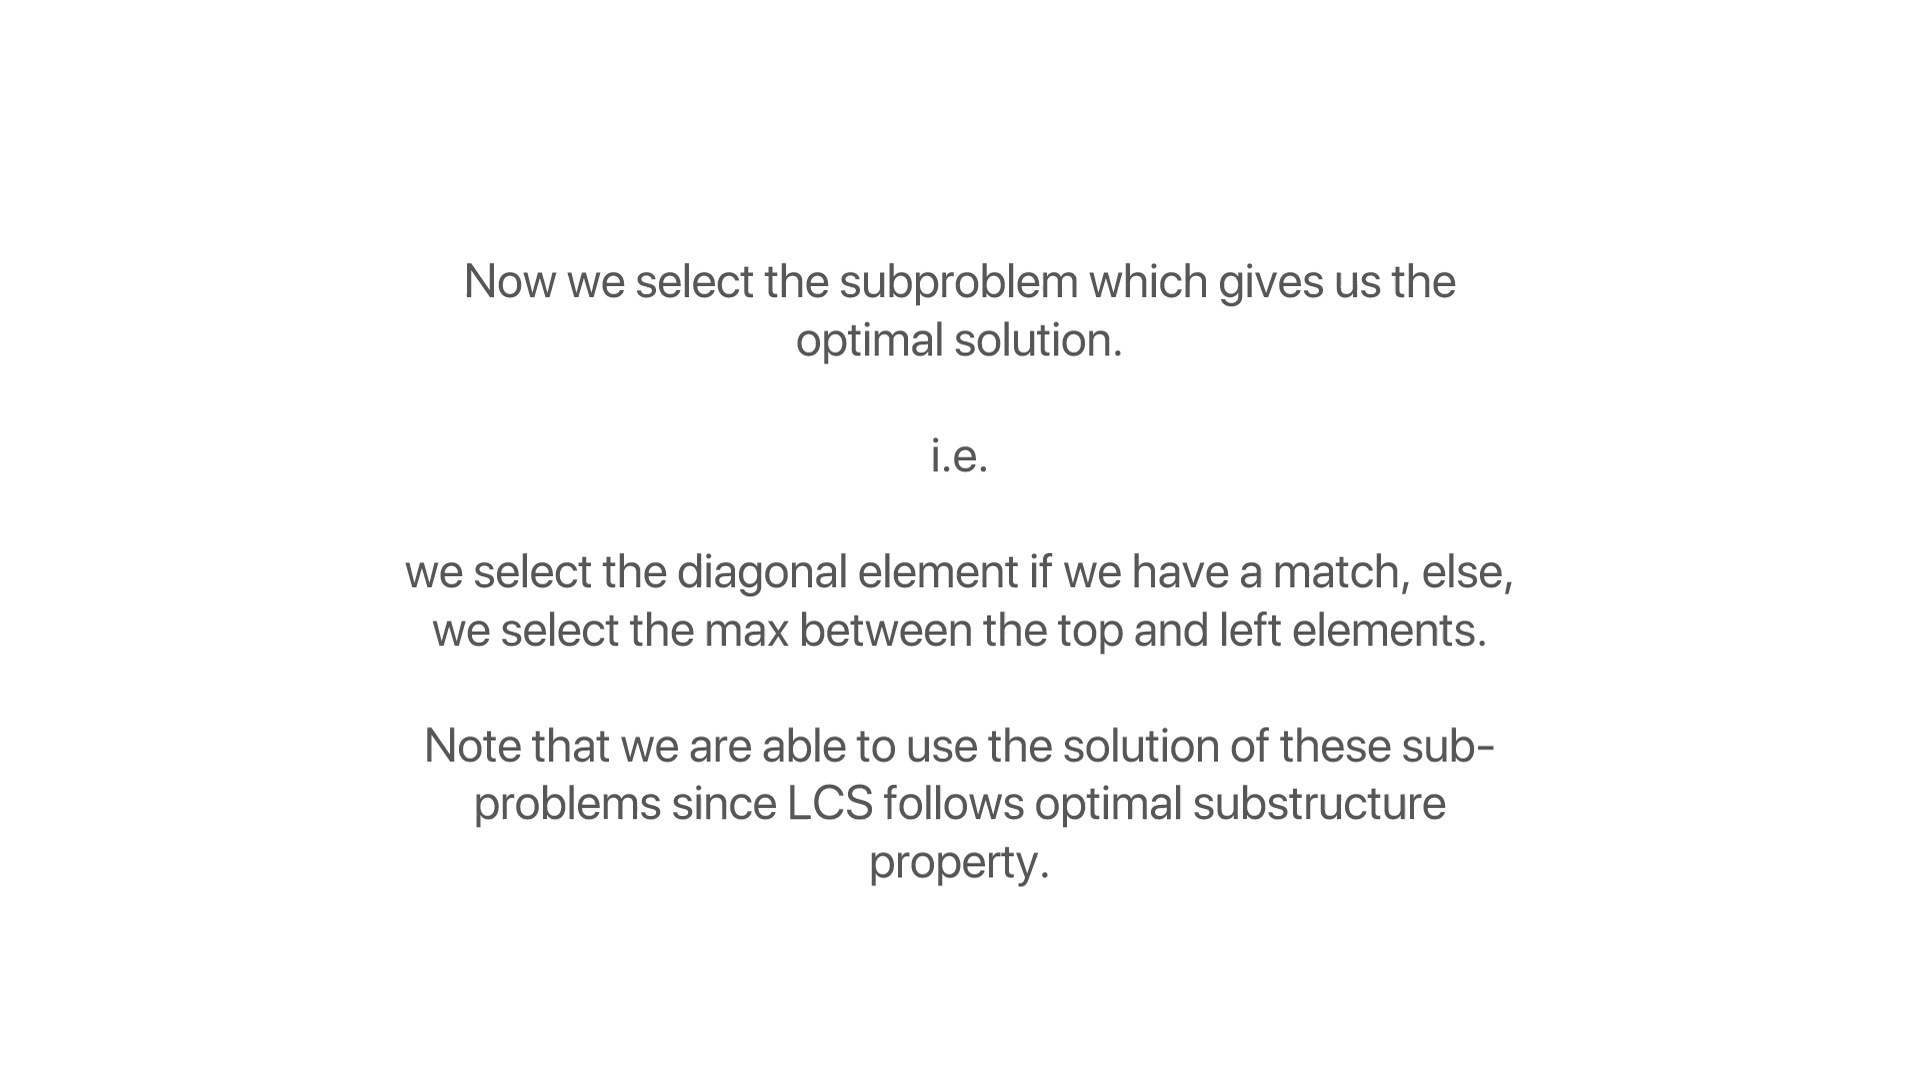 Now we select the subproblem which gives us the
optimal solution.
i.e.
we select the diagonal element if we have a match, else,
we select the max between the top and left elements.
Note that we are able to use the solution of these sub-
problems since LCS follows optimal substructure
property.